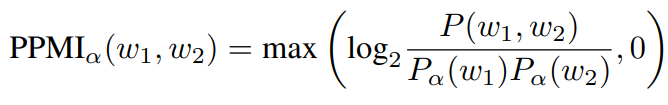 PPMI_α(w_1, w_2) = max ( log_2 P(w_1, w_2) / P_α(w_1)P_α(w_2) , 0 )